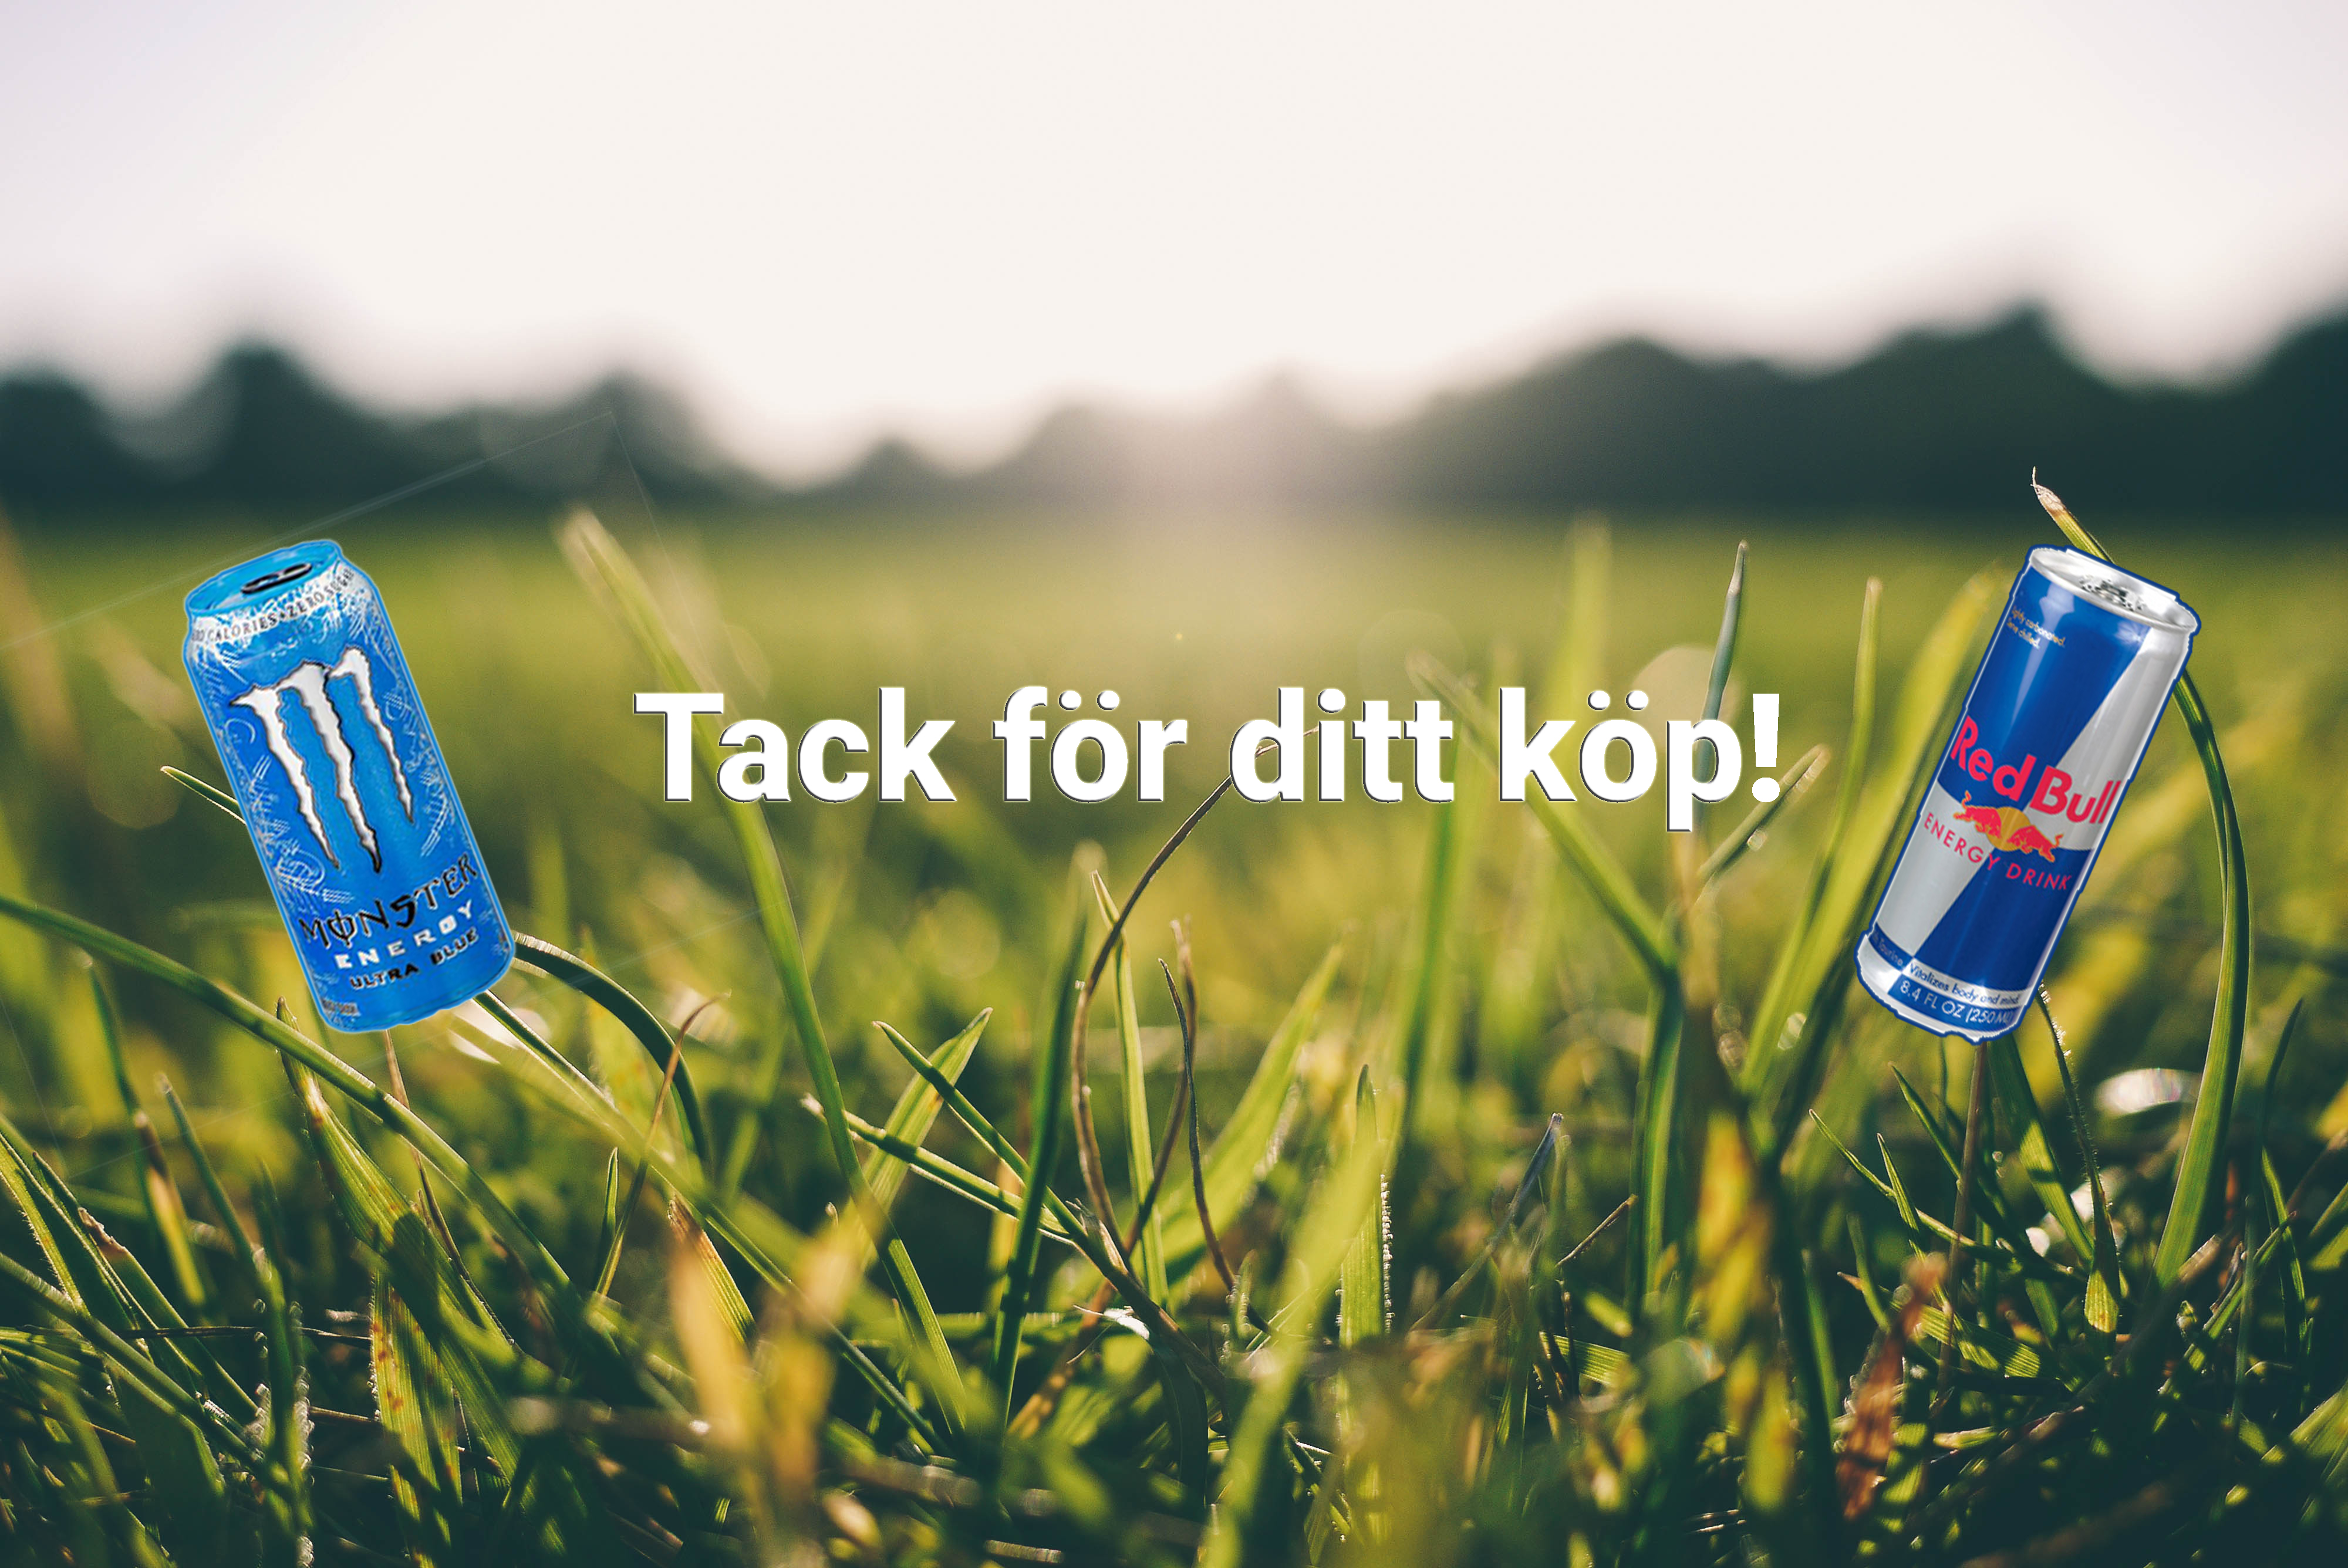 ZERO CALORIES+ZERO SUGAR
MONSTER
ENERGY
ULTRA BLUE
Tack för ditt köp!
Red Bull
ENERGY DRINK
Vitalizes body and mind.
8.4 FL OZ (250 ML)